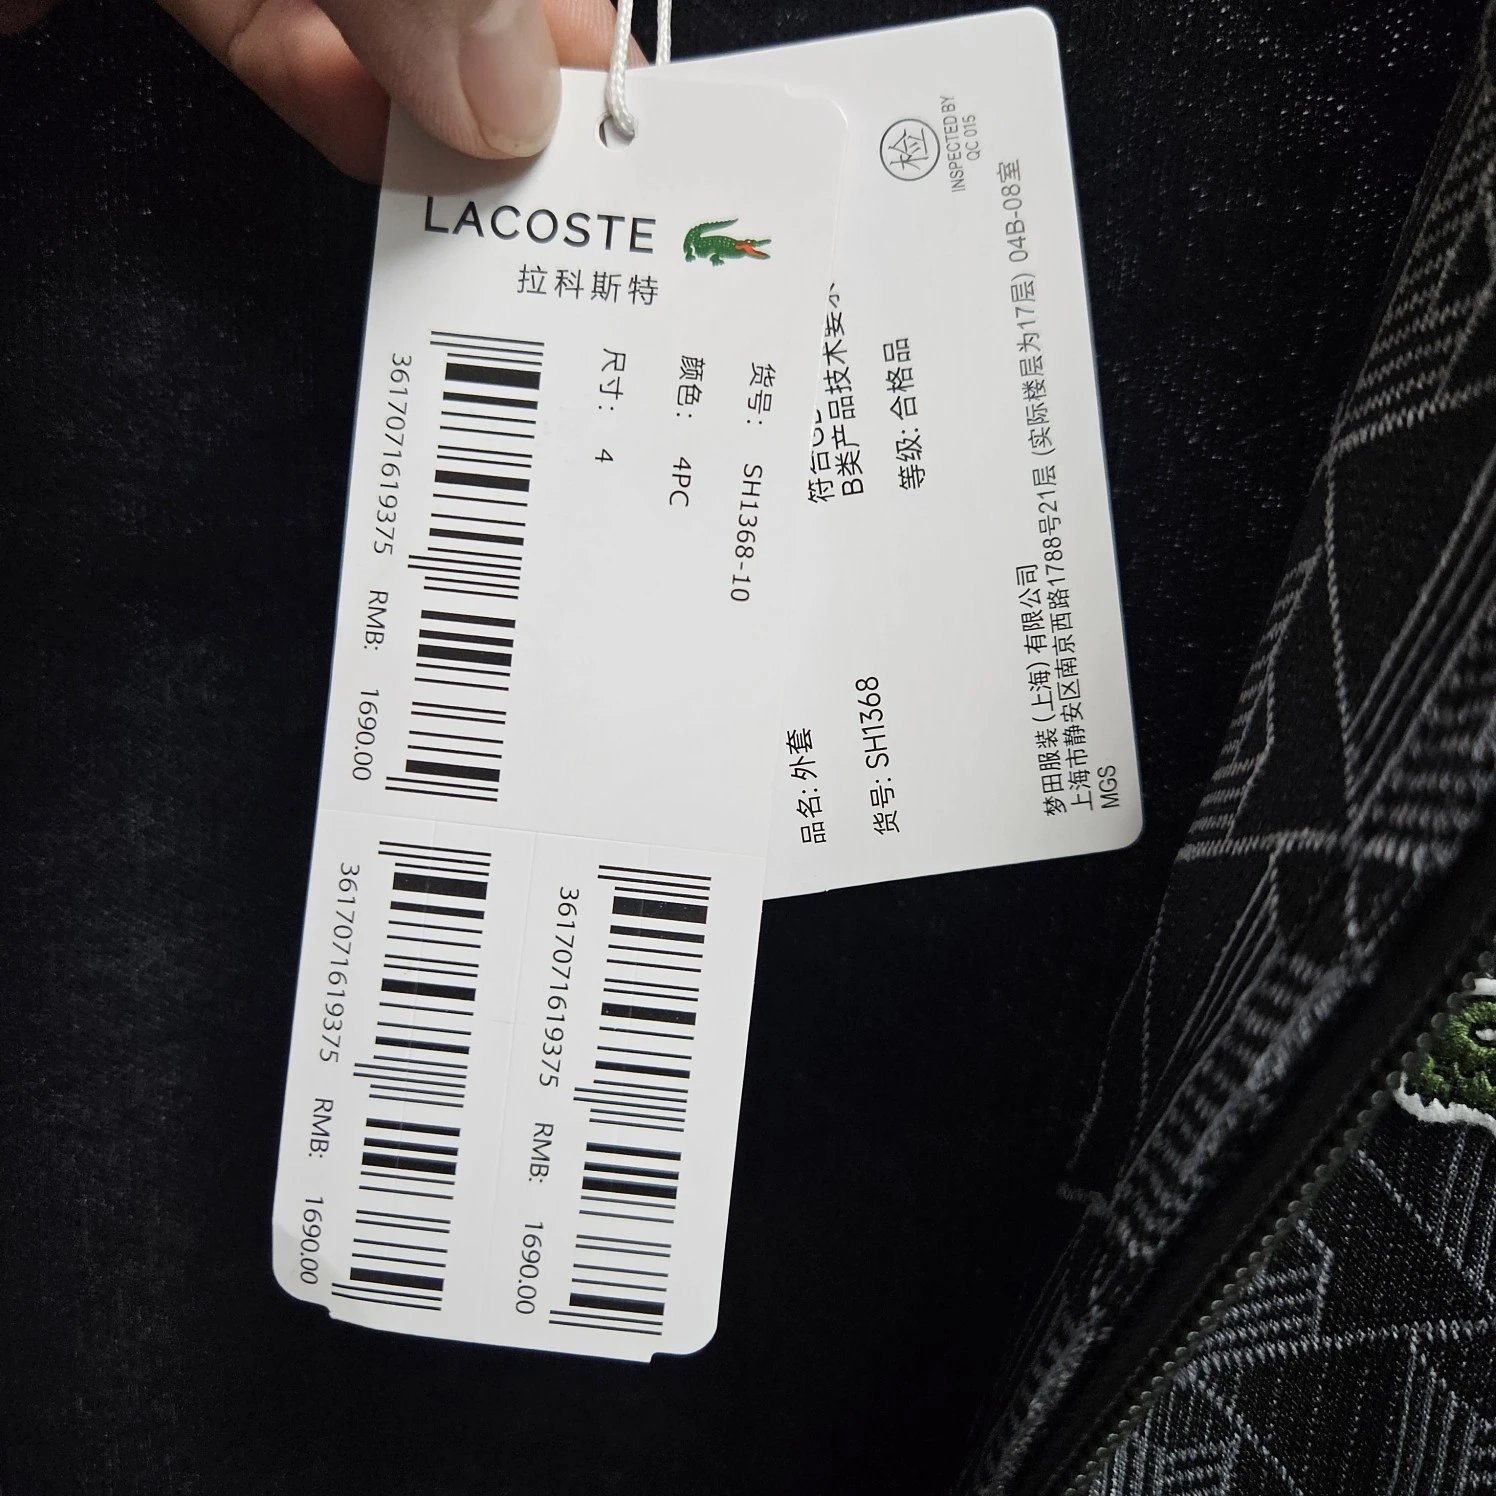 LACOSTE
拉科斯特
货号: SH1368-10
颜色: 4PC
尺寸: 4
3617071619375 RMB: 1690.00
3617071619375 RMB: 1690.00
3617071619375 RMB: 1690.00
检
INSPECTED BY
QC 015
品名: 外套
货号: SH1368
符合
B类产品技术要求
等级: 合格品
梦田服装 (上海) 有限公司
上海市静安区南京西路1788号21层 (实际楼层为17层) 04B-08室
MGS